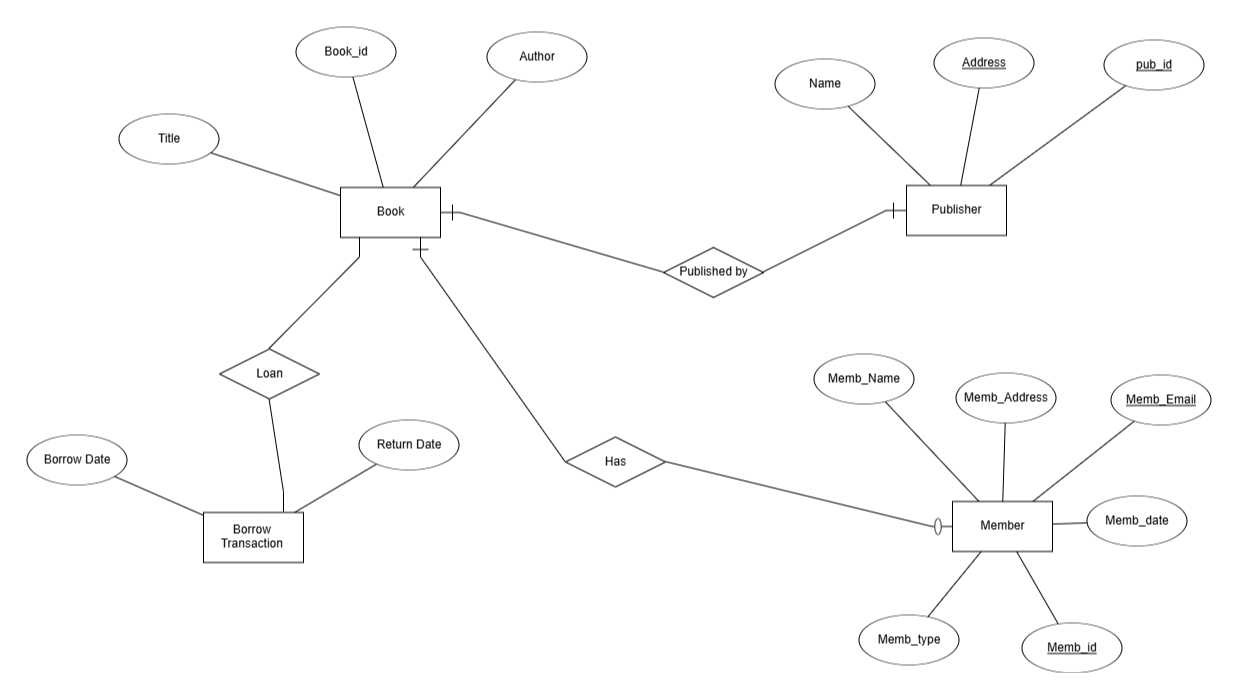 Book_id
Author
Title
Book
Name
Address
pub_id
Publisher
Published by
Loan
Borrow Date
Return Date
Borrow
Transaction
Has
Memb_Name
Memb_Address
Memb_Email
Member
Memb_date
Memb_type
Memb_id